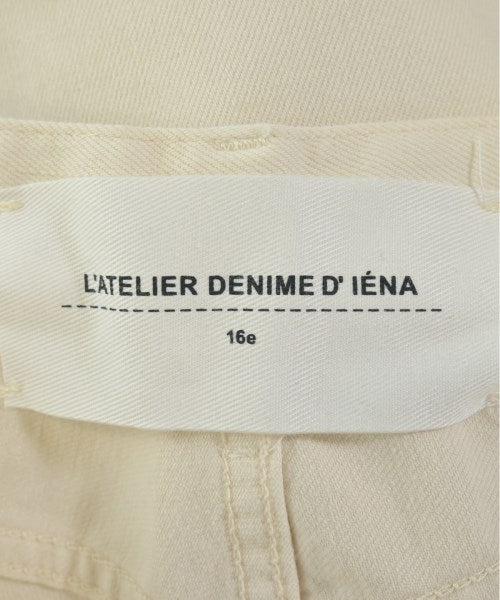 L'ATELIER DENIME D' IÉNA
16e